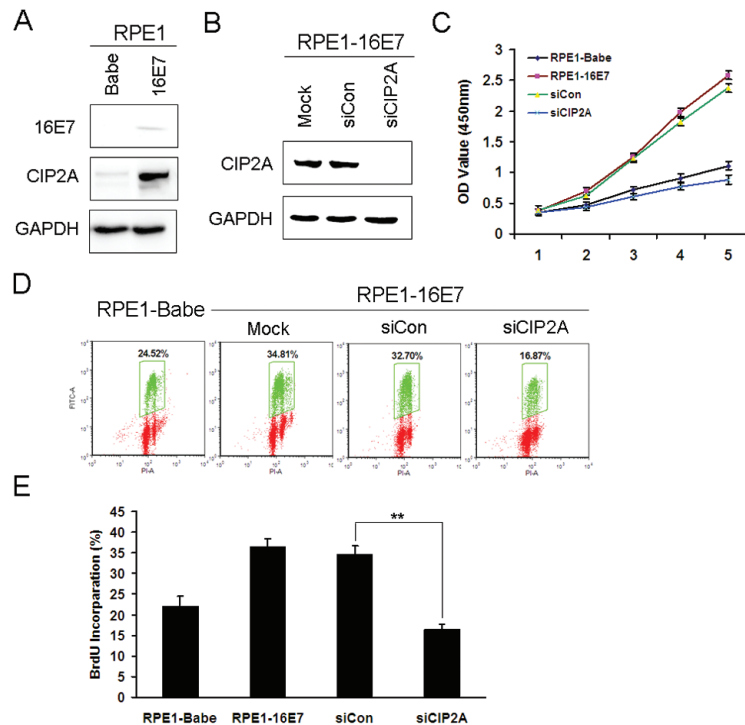 A
RPE1
Babe
16E7
16E7
CIP2A
GAPDH
B
RPE1-16E7
Mock
siCon
siCIP2A
CIP2A
GAPDH
C
OD Value (450nm)
3
2.5
2
1.5
1
0.5
0
RPE1-Babe
RPE1-16E7
siCon
siCIP2A
1 2 3 4 5
D
RPE1-Babe
RPE1-16E7
Mock
siCon
siCIP2A
24.52%
34.81%
32.70%
16.87%
FITC-A
PI-A
PI-A
PI-A
PI-A
E
BrdU Incorparation (%)
45
40
35
30
25
20
15
10
5
0
**
RPE1-Babe RPE1-16E7 siCon siCIP2A